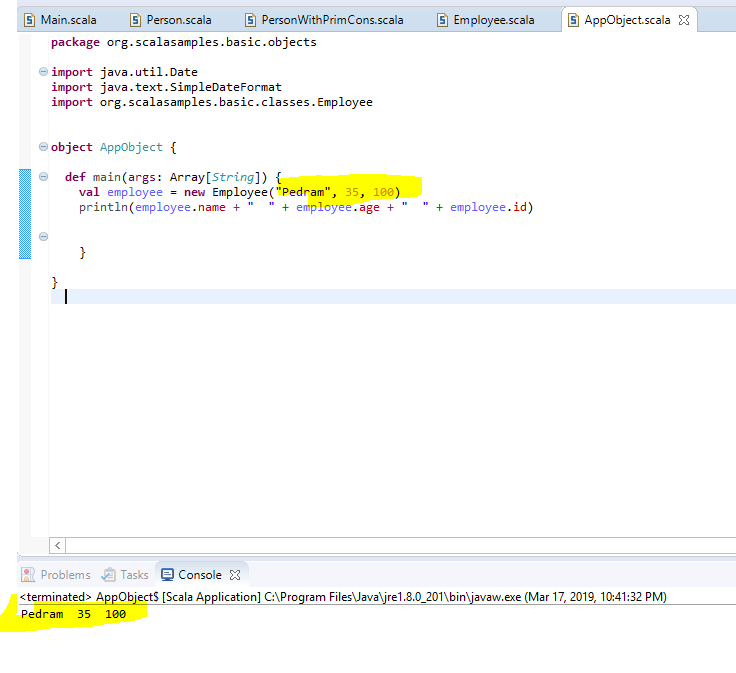 Main.scala Person.scala PersonWithPrimCons.scala Employee.scala AppObject.scala
package org.scalasamples.basic.objects
import java.util.Date
import java.text.SimpleDateFormat
import org.scalasamples.basic.classes.Employee
object AppObject {
def main(args: Array[String]) {
val employee = new Employee("Pedram", 35, 100)
println(employee.name + "  " + employee.age + "  " + employee.id)
}
}
Problems Tasks Console
<terminated> AppObject$ [Scala Application] C:\Program Files\Java\jre1.8.0_201\bin\javaw.exe (Mar 17, 2019, 10:41:32 PM)
Pedram  35  100